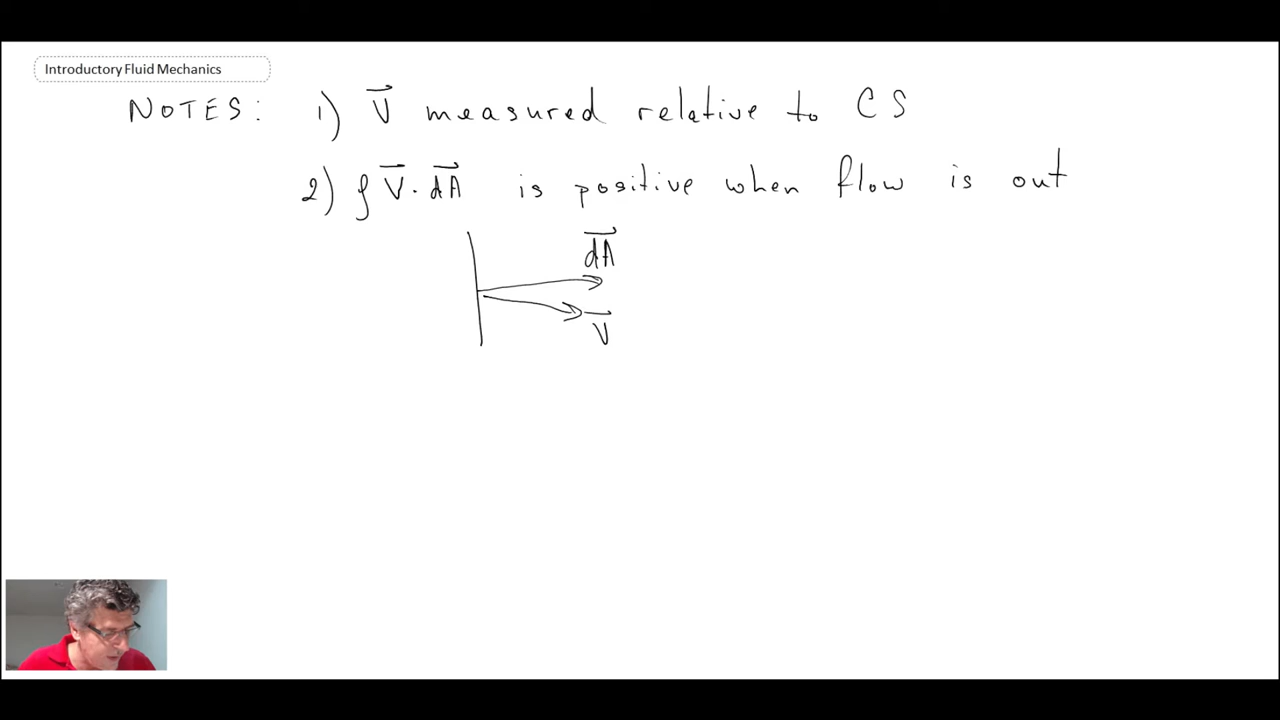 Introductory Fluid Mechanics
NOTES: 1) V⃗ measured relative to CS
2) ρ V⃗ · dA⃗ is positive when flow is out
dA⃗
V⃗